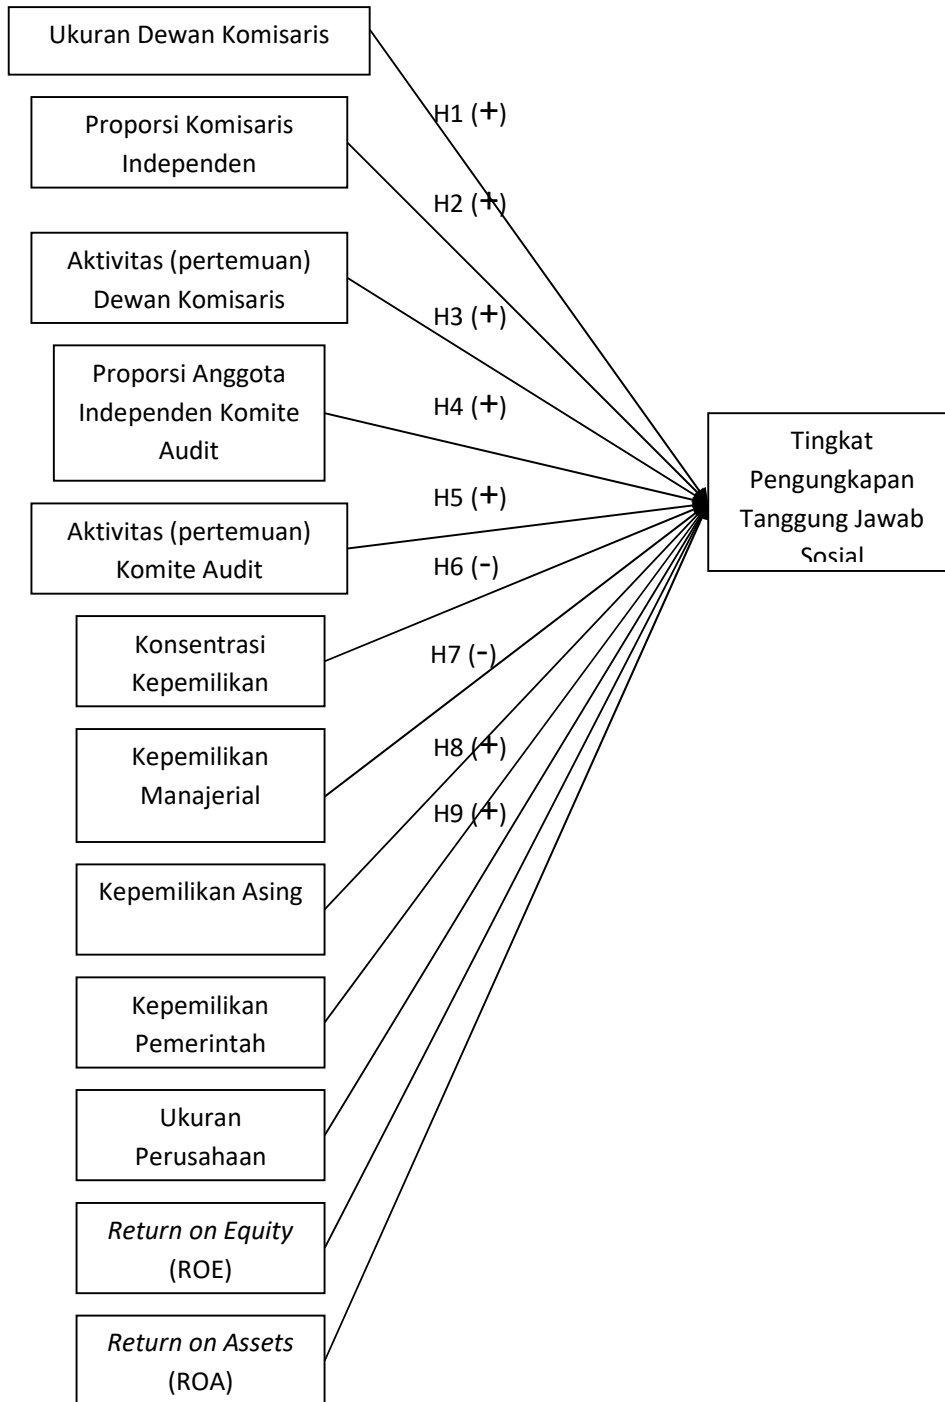 Ukuran Dewan Komisaris
Proporsi Komisaris
Independen
H1 (+)
H2 (+)
Aktivitas (pertemuan)
Dewan Komisaris
H3 (+)
Proporsi Anggota
Independen Komite
Audit
H4 (+)
Tingkat
Pengungkapan
Tanggung Jawab
Sosial
H5 (+)
Aktivitas (pertemuan)
Komite Audit
H6 (-)
Konsentrasi
Kepemilikan
H7 (-)
Kepemilikan
Manajerial
H8 (+)
H9 (+)
Kepemilikan Asing
Kepemilikan
Pemerintah
Ukuran
Perusahaan
Return on Equity
(ROE)
Return on Assets
(ROA)